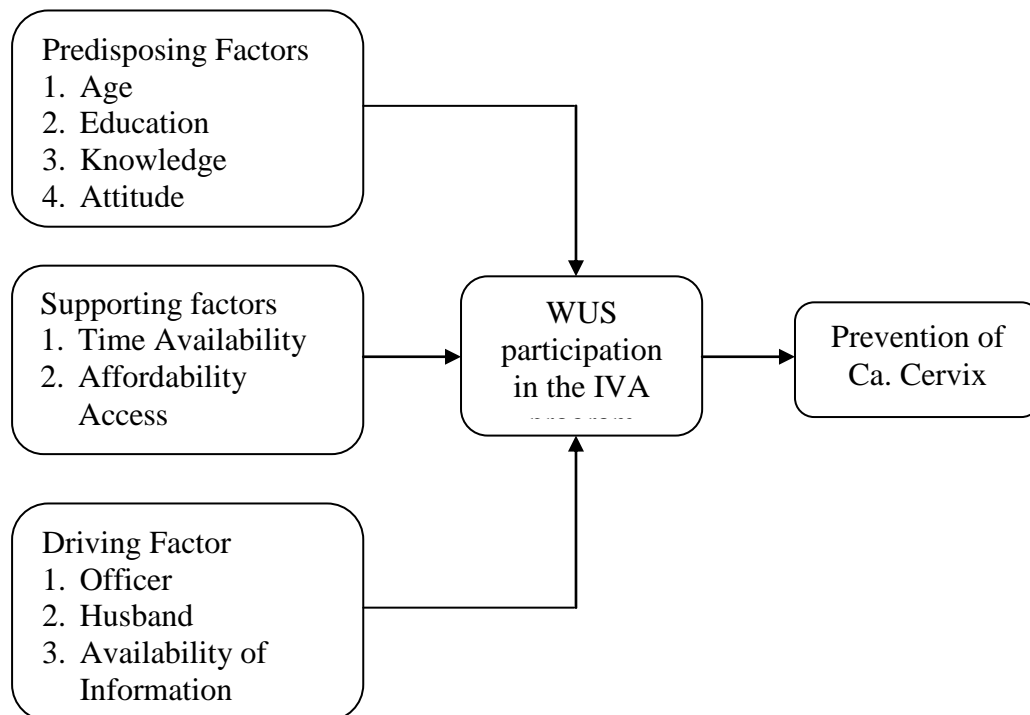 Predisposing Factors
1. Age
2. Education
3. Knowledge
4. Attitude
Supporting factors
1. Time Availability
2. Affordability
Access
Driving Factor
1. Officer
2. Husband
3. Availability of
Information
WUS
participation
in the IVA
Prevention of
Ca. Cervix